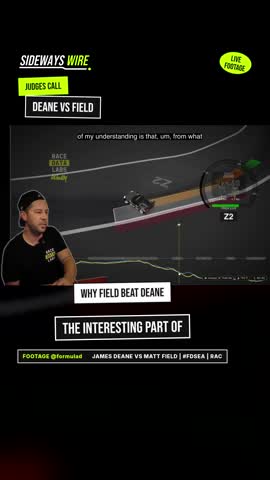 SIDEWAYS WIRE.
LIVE
FOOTAGE
JUDGES CALL
DEANE VS FIELD
of my understanding is that, um, from what
RACE
DATA
LABS
Z2
Z2
WHY FIELD BEAT DEANE
THE INTERESTING PART OF
FOOTAGE @formulad JAMES DEANE VS MATT FIELD | #FDSEA | RAC